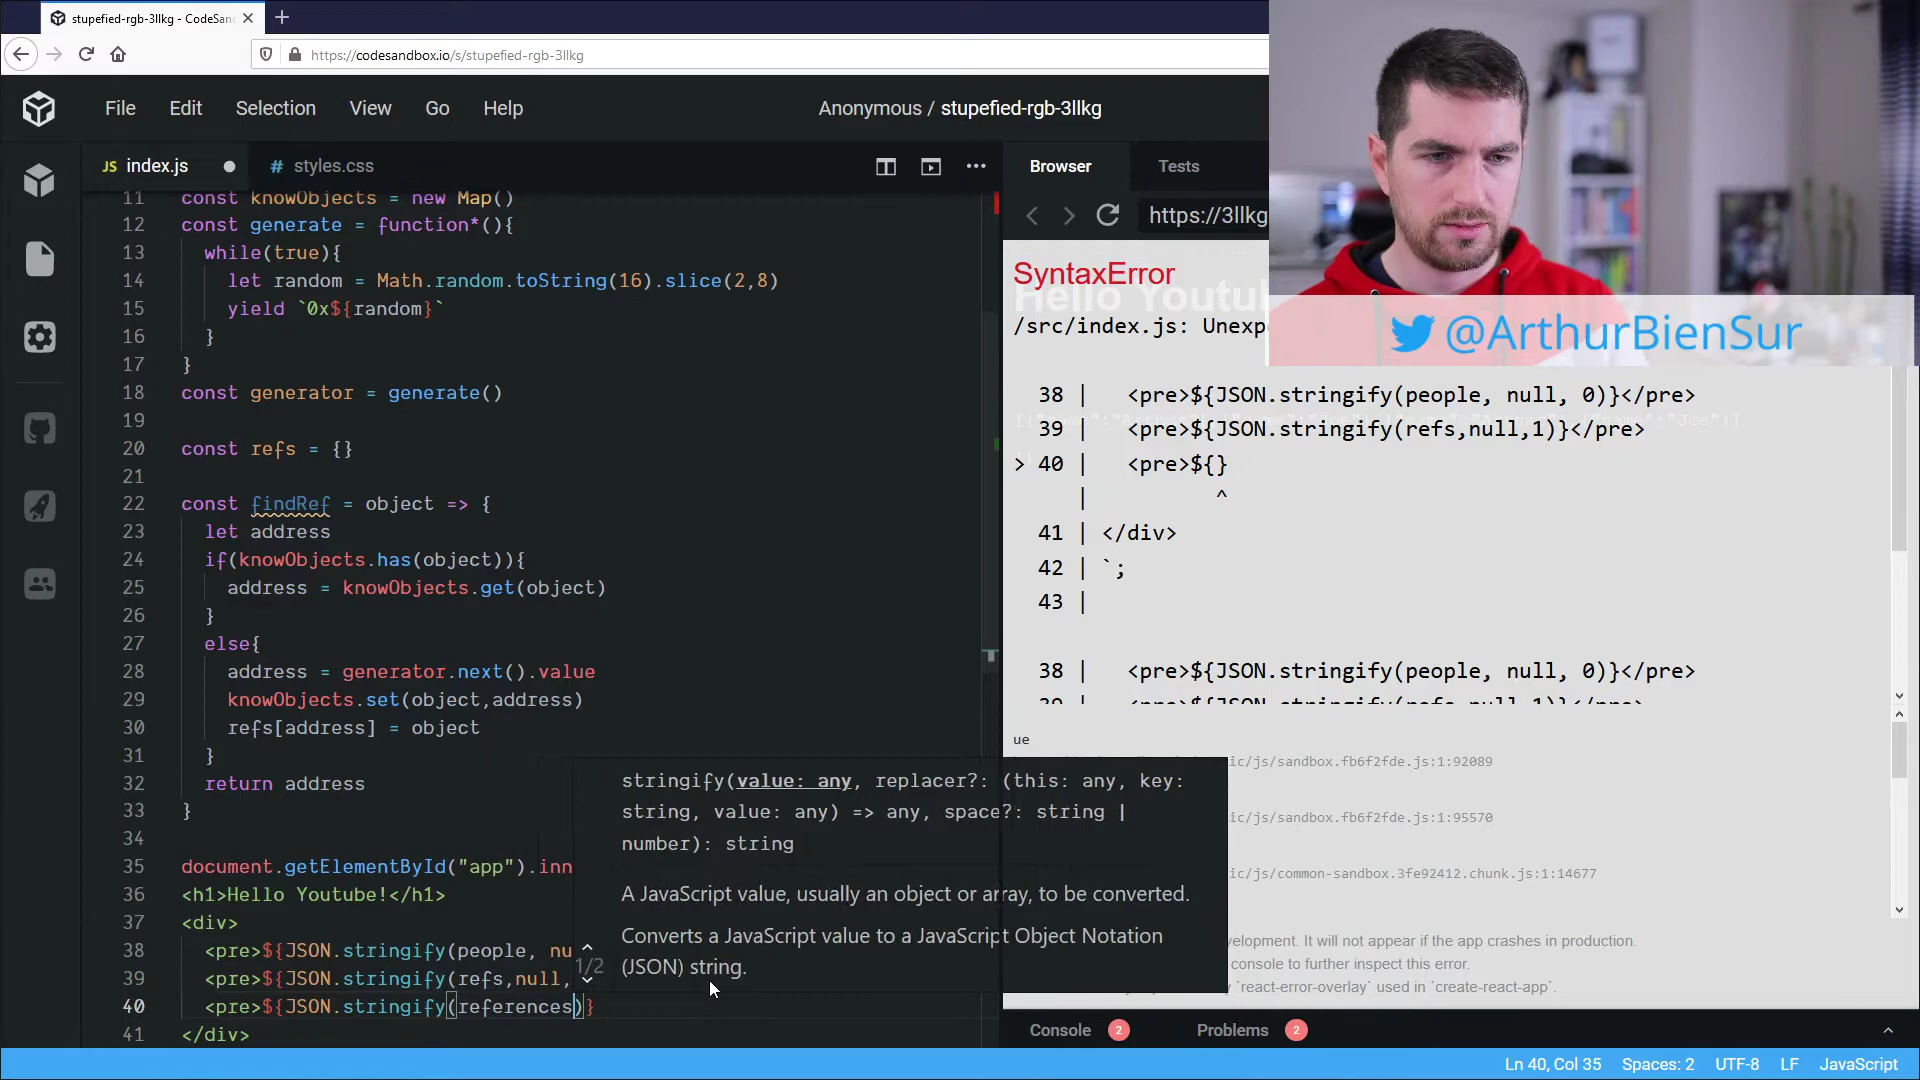 stupefied-rgb-3llkg - CodeSan
https://codesandbox.io/s/stupefied-rgb-3llkg
File Edit Selection View Go Help
Anonymous / stupefied-rgb-3llkg
JS index.js
# styles.css
Browser Tests
https://3llkg
11 const knowObjects = new Map()
12 const generate = function*(){
13 while(true){
14 let random = Math.random.toString(16).slice(2,8)
15 yield `0x${random}`
16 }
17 }
18 const generator = generate()
19
20 const refs = {}
21
22 const findRef = object => {
23 let address
24 if(knowObjects.has(object)){
25 address = knowObjects.get(object)
26 }
27 else{
28 address = generator.next().value
29 knowObjects.set(object,address)
30 refs[address] = object
31 }
32 return address
33 }
34
35 document.getElementById("app").inn
36 <h1>Hello Youtube!</h1>
37 <div>
38 <pre>${JSON.stringify(people, nu
39 <pre>${JSON.stringify(refs,null,
40 <pre>${JSON.stringify(references)}
41 </div>
1/2
stringify(value: any, replacer?: (this: any, key:
string, value: any) => any, space?: string |
number): string
A JavaScript value, usually an object or array, to be converted.
Converts a JavaScript value to a JavaScript Object Notation
(JSON) string.
SyntaxError
Hello Youtub
/src/index.js: Unexp
@ArthurBienSur
38 | <pre>${JSON.stringify(people, null, 0)}</pre>
39 | <pre>${JSON.stringify(refs,null,1)}</pre>
> 40 | <pre>${}
| ^
41 | </div>
42 | `;
43 |
38 | <pre>${JSON.stringify(people, null, 0)}</pre>
39 | <pre>${JSON.stringify(refs,null,1)}</pre>
ue
ic/js/sandbox.fb6f2fde.js:1:92089
ic/js/sandbox.fb6f2fde.js:1:95570
ic/js/common-sandbox.3fe92412.chunk.js:1:14677
velopment. It will not appear if the app crashes in production.
console to further inspect this error.
`react-error-overlay` used in `create-react-app`.
Console 2 Problems 2
Ln 40, Col 35 Spaces: 2 UTF-8 LF JavaScript